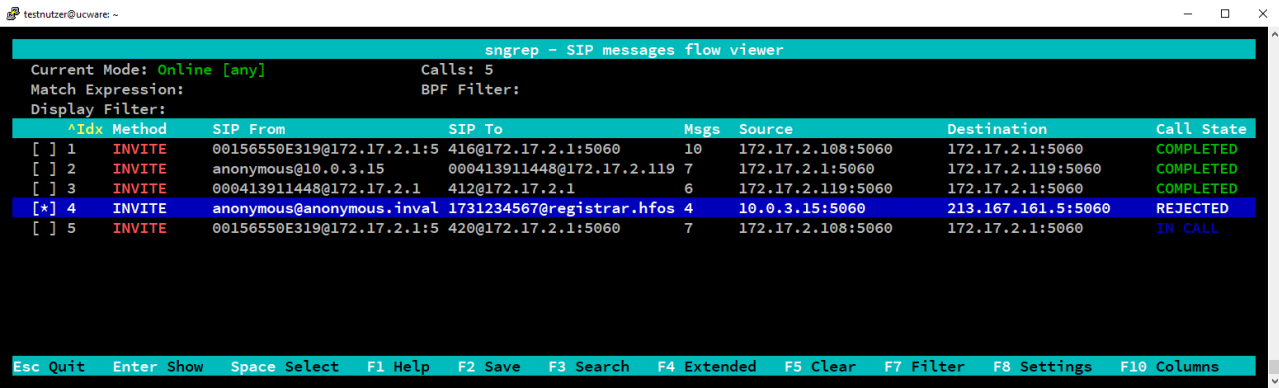 testnutzer@ucware: ~
sngrep - SIP messages flow viewer
Current Mode: Online [any] Calls: 5
Match Expression: BPF Filter:
Display Filter:
^Idx Method SIP From SIP To Msgs Source Destination Call State
[ ] 1 INVITE 00156550E319@172.17.2.1:5 416@172.17.2.1:5060 10 172.17.2.108:5060 172.17.2.1:5060 COMPLETED
[ ] 2 INVITE anonymous@10.0.3.15 000413911448@172.17.2.119 7 172.17.2.1:5060 172.17.2.119:5060 COMPLETED
[ ] 3 INVITE 000413911448@172.17.2.1 412@172.17.2.1 6 172.17.2.119:5060 172.17.2.1:5060 COMPLETED
[*] 4 INVITE anonymous@anonymous.inval 1731234567@registrar.hfos 4 10.0.3.15:5060 213.167.161.5:5060 REJECTED
[ ] 5 INVITE 00156550E319@172.17.2.1:5 420@172.17.2.1:5060 7 172.17.2.108:5060 172.17.2.1:5060 IN CALL
Esc Quit Enter Show Space Select F1 Help F2 Save F3 Search F4 Extended F5 Clear F7 Filter F8 Settings F10 Columns